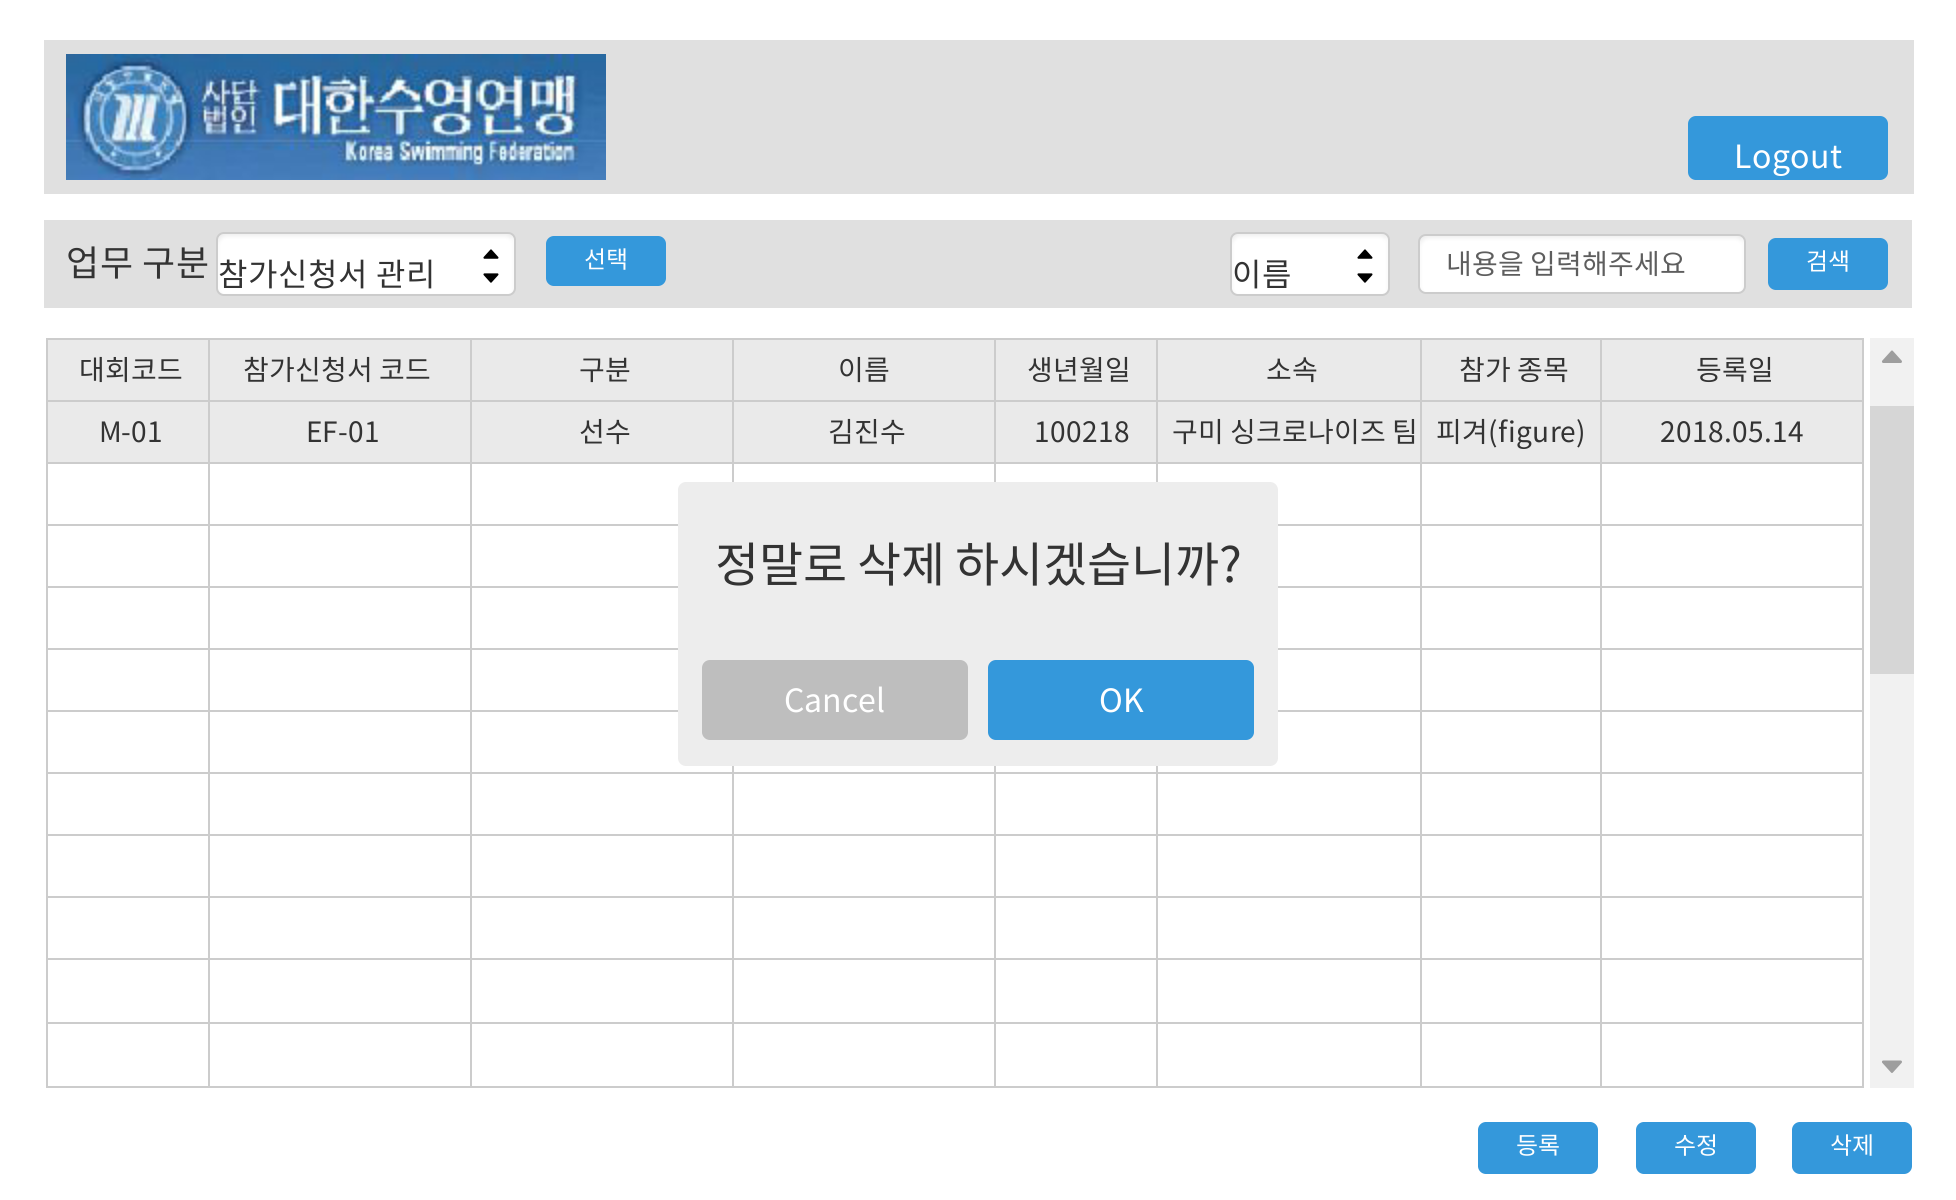 사단법인 대한수영연맹
Korea Swimming Federation
Logout
업무 구분 참가신청서 관리 선택 이름 내용을 입력해주세요 검색
대회코드 참가신청서 코드 구분 이름 생년월일 소속 참가 종목 등록일
M-01 EF-01 선수 김진수 100218 구미 싱크로나이즈 팀 피겨(figure) 2018.05.14
정말로 삭제 하시겠습니까?
Cancel OK
등록 수정 삭제